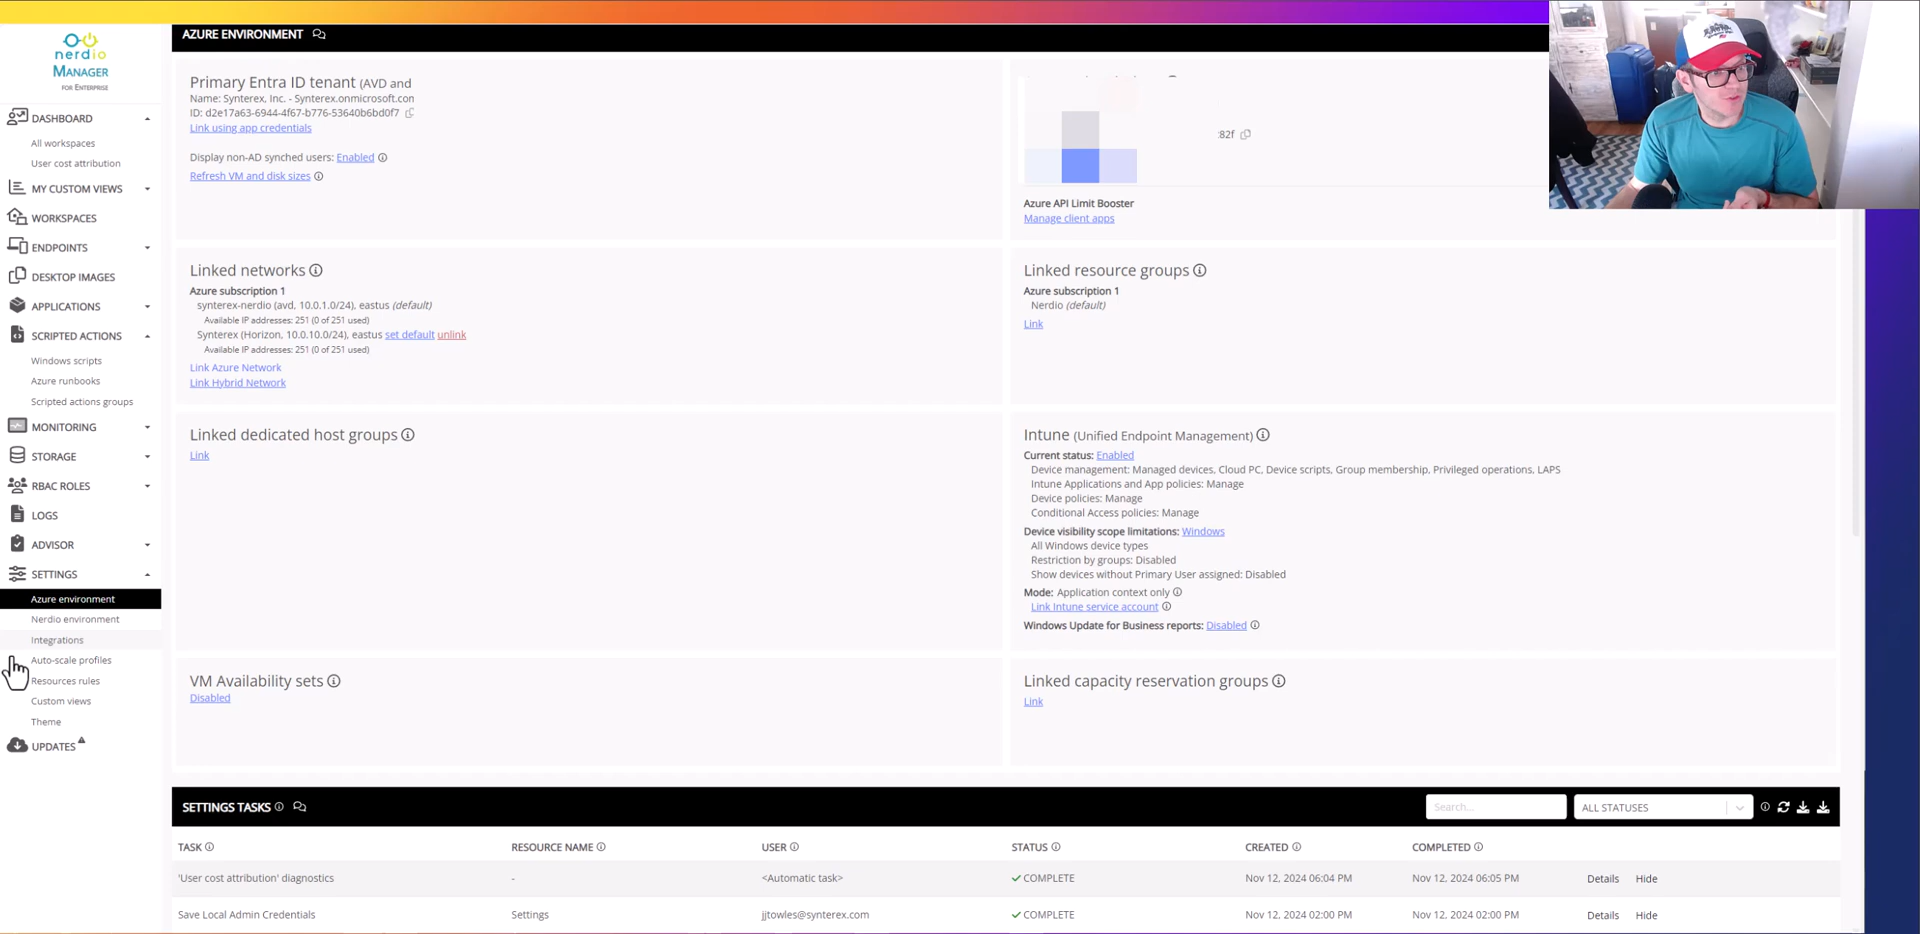 nerdio
MANAGER
FOR ENTERPRISE
DASHBOARD
All workspaces
User cost attribution
MY CUSTOM VIEWS
WORKSPACES
ENDPOINTS
DESKTOP IMAGES
APPLICATIONS
SCRIPTED ACTIONS
Windows scripts
Azure runbooks
Scripted actions groups
MONITORING
STORAGE
RBAC ROLES
LOGS
ADVISOR
SETTINGS
Azure environment
Nerdio environment
Integrations
Auto-scale profiles
Resources rules
Custom views
Theme
UPDATES
AZURE ENVIRONMENT
Primary Entra ID tenant (AVD and
Name: Synterex, Inc. - Synterex.onmicrosoft.con
ID: d2e17a63-6944-4f67-b776-53640b6bd0f7
Link using app credentials
Display non-AD synched users: Enabled
Refresh VM and disk sizes
:82f
Azure API Limit Booster
Manage client apps
Linked networks
Azure subscription 1
synterex-nerdio (avd, 10.0.1.0/24), eastus (default)
Available IP addresses: 251 (0 of 251 used)
Synterex (Horizon, 10.0.10.0/24), eastus set default unlink
Available IP addresses: 251 (0 of 251 used)
Link Azure Network
Link Hybrid Network
Linked resource groups
Azure subscription 1
Nerdio (default)
Link
Linked dedicated host groups
Link
Intune (Unified Endpoint Management)
Current status: Enabled
Device management: Managed devices, Cloud PC, Device scripts, Group membership, Privileged operations, LAPS
Intune Applications and App policies: Manage
Device policies: Manage
Conditional Access policies: Manage
Device visibility scope limitations: Windows
All Windows device types
Restriction by groups: Disabled
Show devices without Primary User assigned: Disabled
Mode: Application context only
Link Intune service account
Windows Update for Business reports: Disabled
VM Availability sets
Disabled
Linked capacity reservation groups
Link
SETTINGS TASKS
Search...
ALL STATUSES
TASK RESOURCE NAME USER STATUS CREATED COMPLETED
'User cost attribution' diagnostics - <Automatic task> COMPLETE Nov 12, 2024 06:04 PM Nov 12, 2024 06:05 PM Details Hide
Save Local Admin Credentials Settings jjtowles@synterex.com COMPLETE Nov 12, 2024 02:00 PM Nov 12, 2024 02:00 PM Details Hide